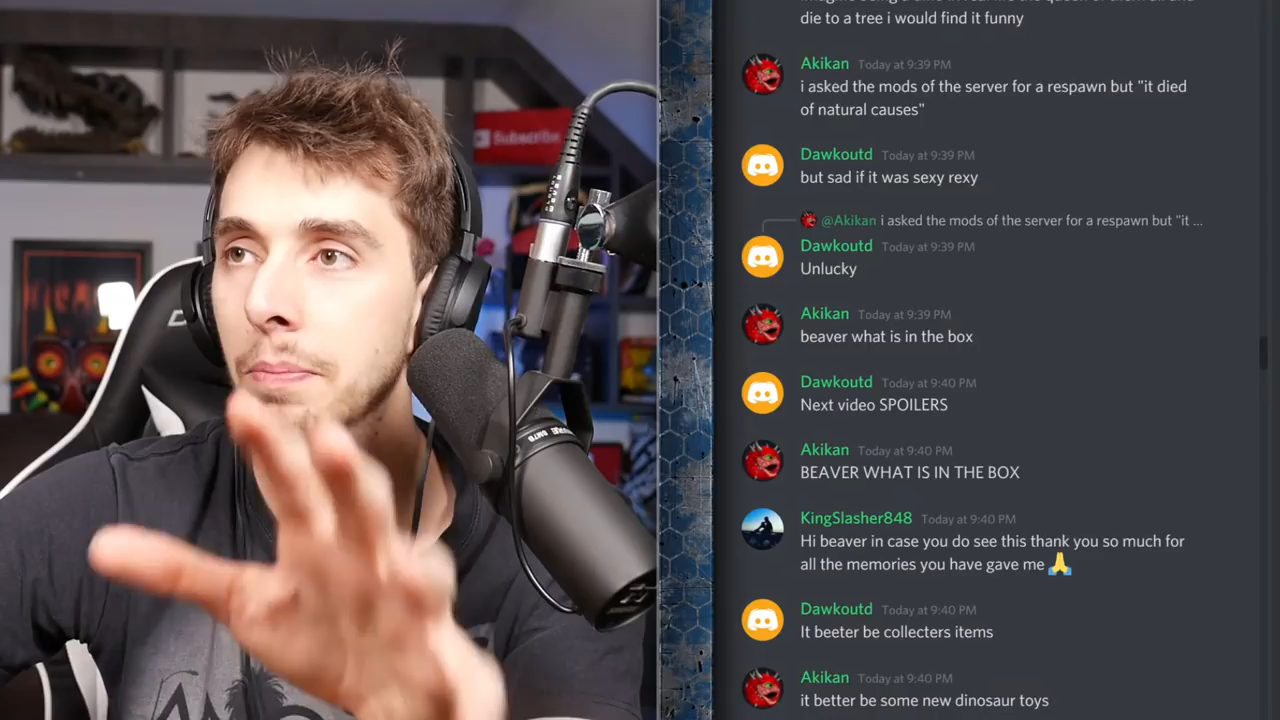 die to a tree i would find it funny
Akikan Today at 9:39 PM
i asked the mods of the server for a respawn but "it died
of natural causes"
Dawkoutd Today at 9:39 PM
but sad if it was sexy rexy
@Akikan i asked the mods of the server for a respawn but "it ...
Dawkoutd Today at 9:39 PM
Unlucky
Akikan Today at 9:39 PM
beaver what is in the box
Dawkoutd Today at 9:40 PM
Next video SPOILERS
Akikan Today at 9:40 PM
BEAVER WHAT IS IN THE BOX
KingSlasher848 Today at 9:40 PM
Hi beaver in case you do see this thank you so much for
all the memories you have gave me 🙏
Dawkoutd Today at 9:40 PM
It beeter be collecters items
Akikan Today at 9:40 PM
it better be some new dinosaur toys
Subscribe
SHURE SM7B